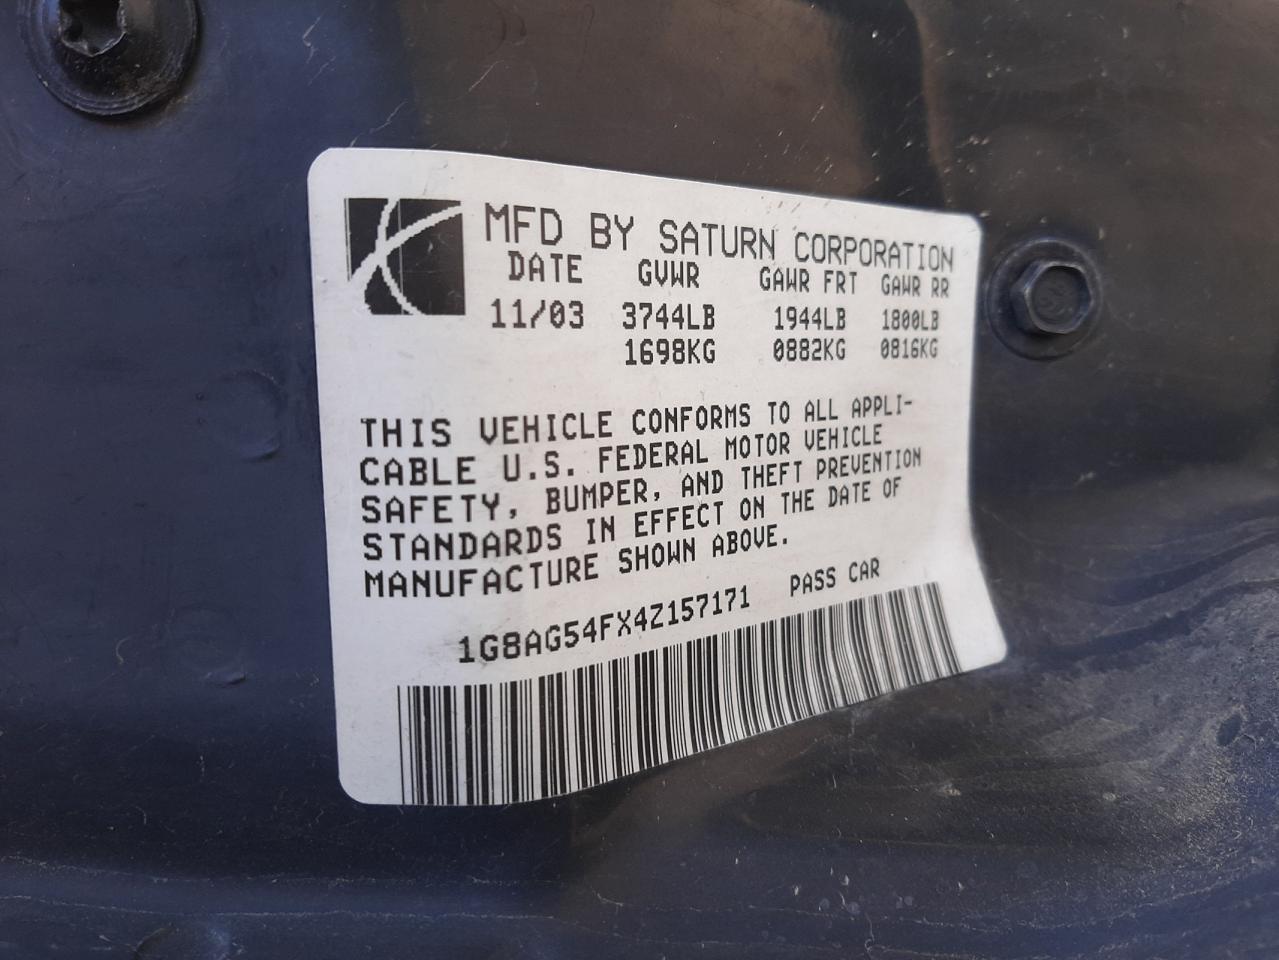 MFD BY SATURN CORPORATION
DATE GVWR GAWR FRT GAWR RR
11/03 3744LB 1944LB 1800LB
1698KG 0882KG 0816KG
THIS VEHICLE CONFORMS TO ALL APPLI-
CABLE U.S. FEDERAL MOTOR VEHICLE
SAFETY, BUMPER, AND THEFT PREVENTION
STANDARDS IN EFFECT ON THE DATE OF
MANUFACTURE SHOWN ABOVE.
1G8AG54FX4Z157171 PASS CAR